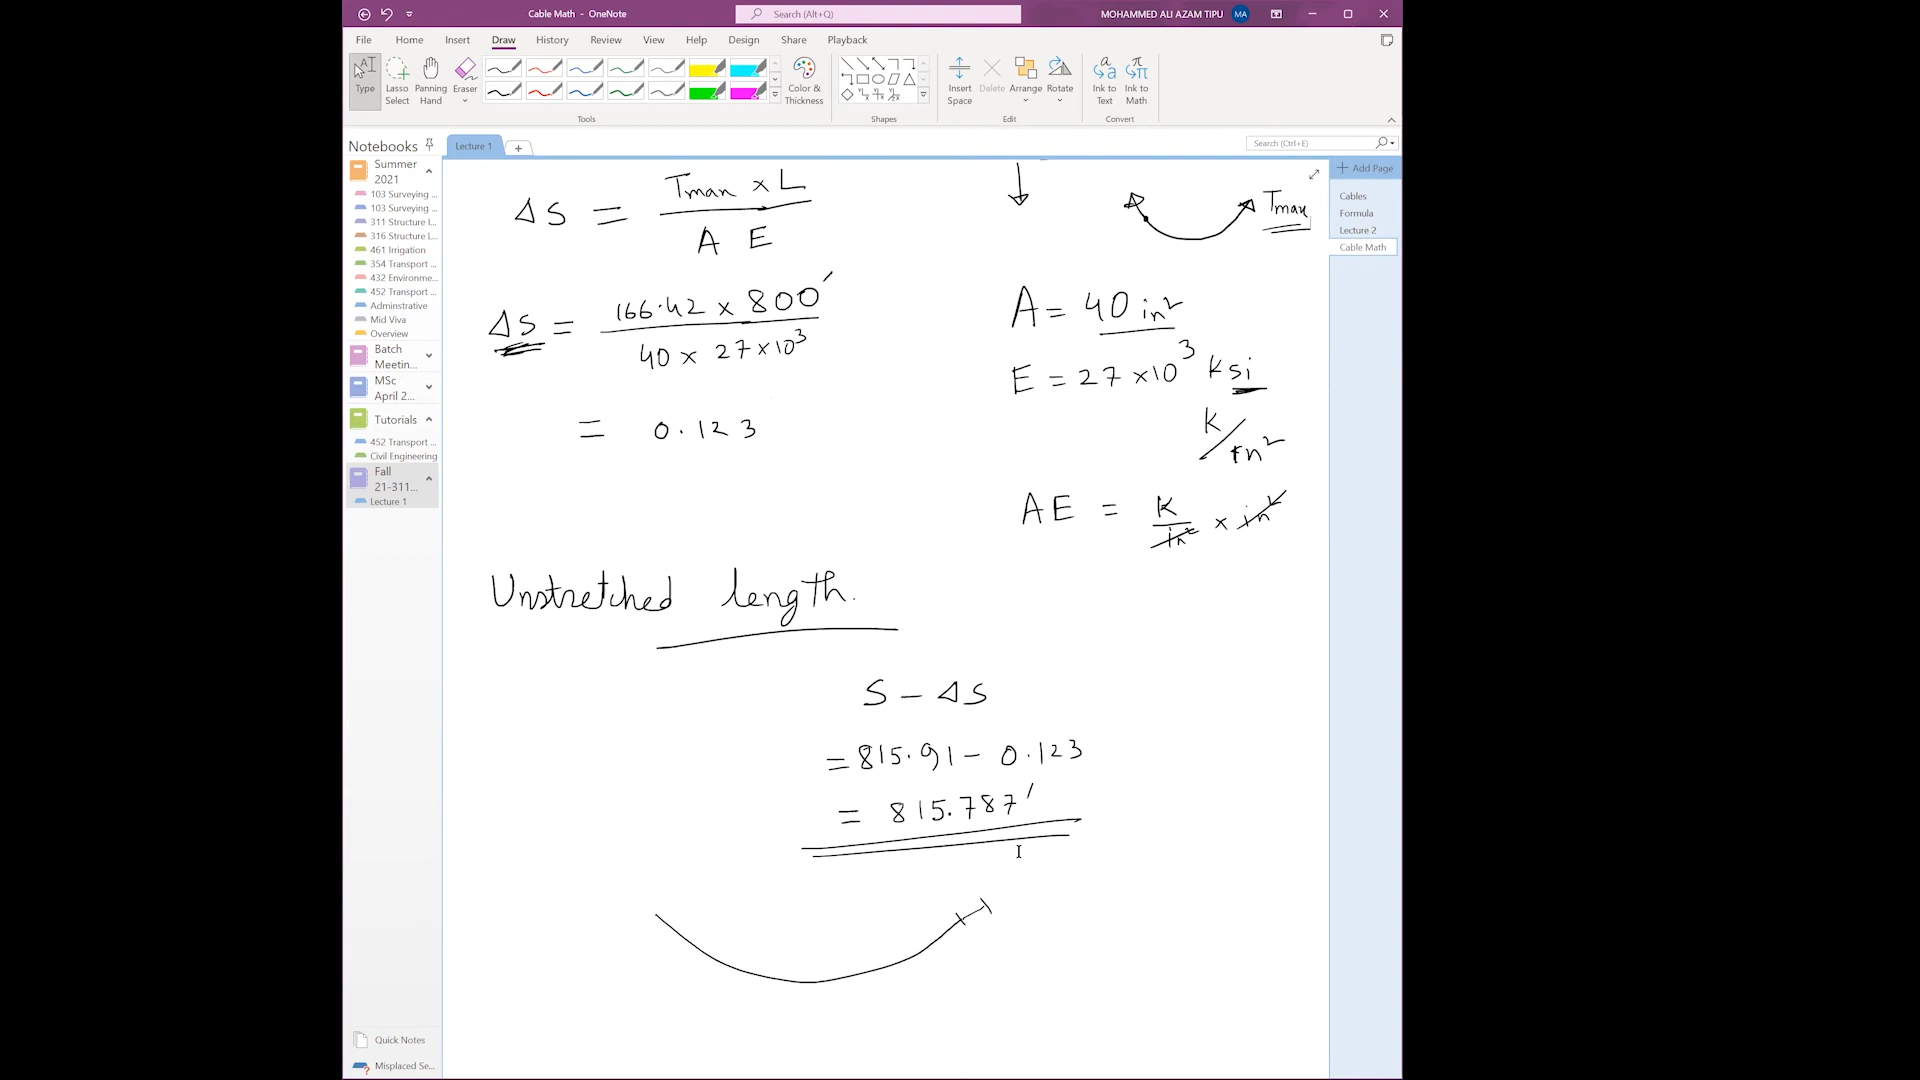 Cable Math - OneNote
Search (Alt+Q)
MOHAMMED ALI AZAM TIPU
MA
File Home Insert Draw History Review View Help Design Share Playback
Type
Lasso Select
Panning Hand
Eraser
Color & Thickness
Insert Space
Delete
Arrange
Rotate
Ink to Text
Ink to Math
Tools
Shapes
Edit
Convert
Notebooks
Summer 2021
103 Surveying ...
103 Surveying ...
311 Structure I...
316 Structure L...
461 Irrigation
354 Transport ...
432 Environme...
452 Transport ...
Adminstrative
Mid Viva
Overview
Batch Meetin...
MSc April 2...
Tutorials
452 Transport ...
Civil Engineering
Fall 21-311...
Lecture 1
Quick Notes
Misplaced Se...
Lecture 1
Search (Ctrl+E)
Add Page
Cables
Formula
Lecture 2
Cable Math
ΔS = Tmax × L / A E
Tmax
ΔS = 166.42 × 800' / 40 × 27×10³
= 0.123
A = 40 in²
E = 27 ×10³ ksi
K / in²
AE = K / in² × in²
Unstretched length.
S - ΔS
= 815.91 - 0.123
= 815.787'